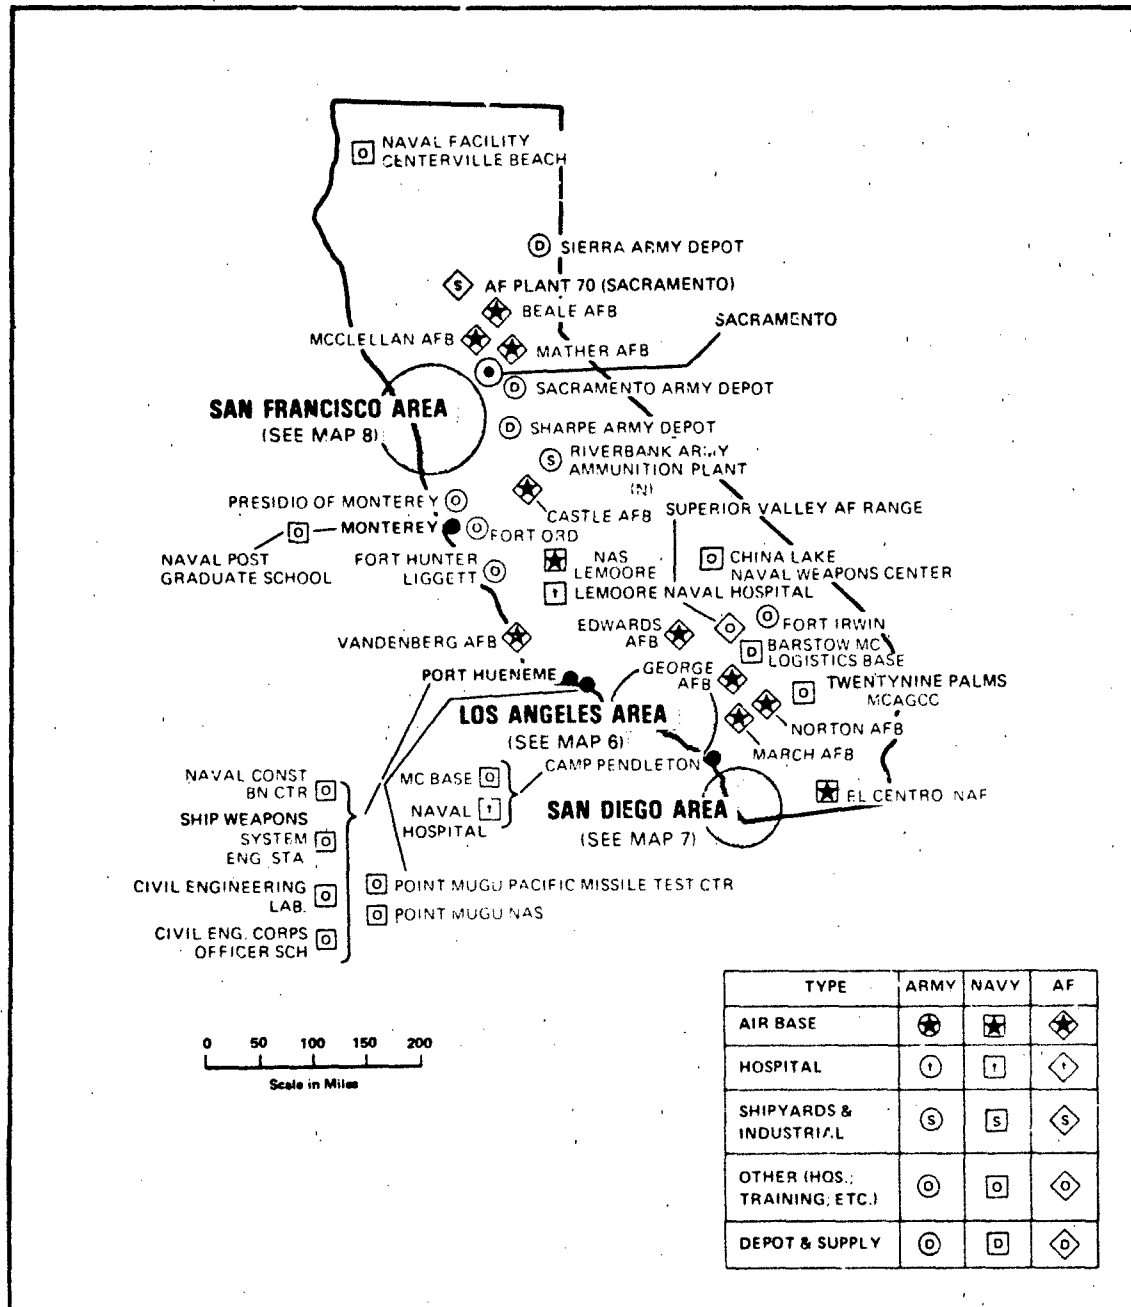 NAVAL FACILITY
CENTERVILLE BEACH
SIERRA ARMY DEPOT
AF PLANT 70 (SACRAMENTO)
BEALE AFB
SACRAMENTO
MCCLELLAN AFB
MATHER AFB
SACRAMENTO ARMY DEPOT
SAN FRANCISCO AREA
(SEE MAP 8)
SHARPE ARMY DEPOT
RIVERBANK ARMY
AMMUNITION PLANT
(N)
PRESIDIO OF MONTEREY
CASTLE AFB
SUPERIOR VALLEY AF RANGE
MONTEREY
FORT ORD
NAVAL POST
GRADUATE SCHOOL
FORT HUNTER
LIGGETT
NAS
LEMOORE
CHINA LAKE
NAVAL WEAPONS CENTER
LEMOORE NAVAL HOSPITAL
VANDENBERG AFB
EDWARDS
AFB
FORT IRWIN
BARSTOW MC
LOGISTICS BASE
PORT HUENEME
GEORGE
AFB
TWENTYNINE PALMS
MCAGCC
LOS ANGELES AREA
(SEE MAP 6)
NORTON AFB
MARCH AFB
CAMP PENDLETON
NAVAL CONST
BN CTR
MC BASE
NAVAL
HOSPITAL
SAN DIEGO AREA
(SEE MAP 7)
EL CENTRO NAF
SHIP WEAPONS
SYSTEM
ENG STA
CIVIL ENGINEERING
LAB.
CIVIL ENG. CORPS
OFFICER SCH
POINT MUGU PACIFIC MISSILE TEST CTR
POINT MUGU NAS
0 50 100 150 200
Scale in Miles
TYPE ARMY NAVY AF
AIR BASE
HOSPITAL t t t
SHIPYARDS &
INDUSTRIAL S S S
OTHER (HOS.;
TRAINING; ETC.) O O O
DEPOT & SUPPLY D D D